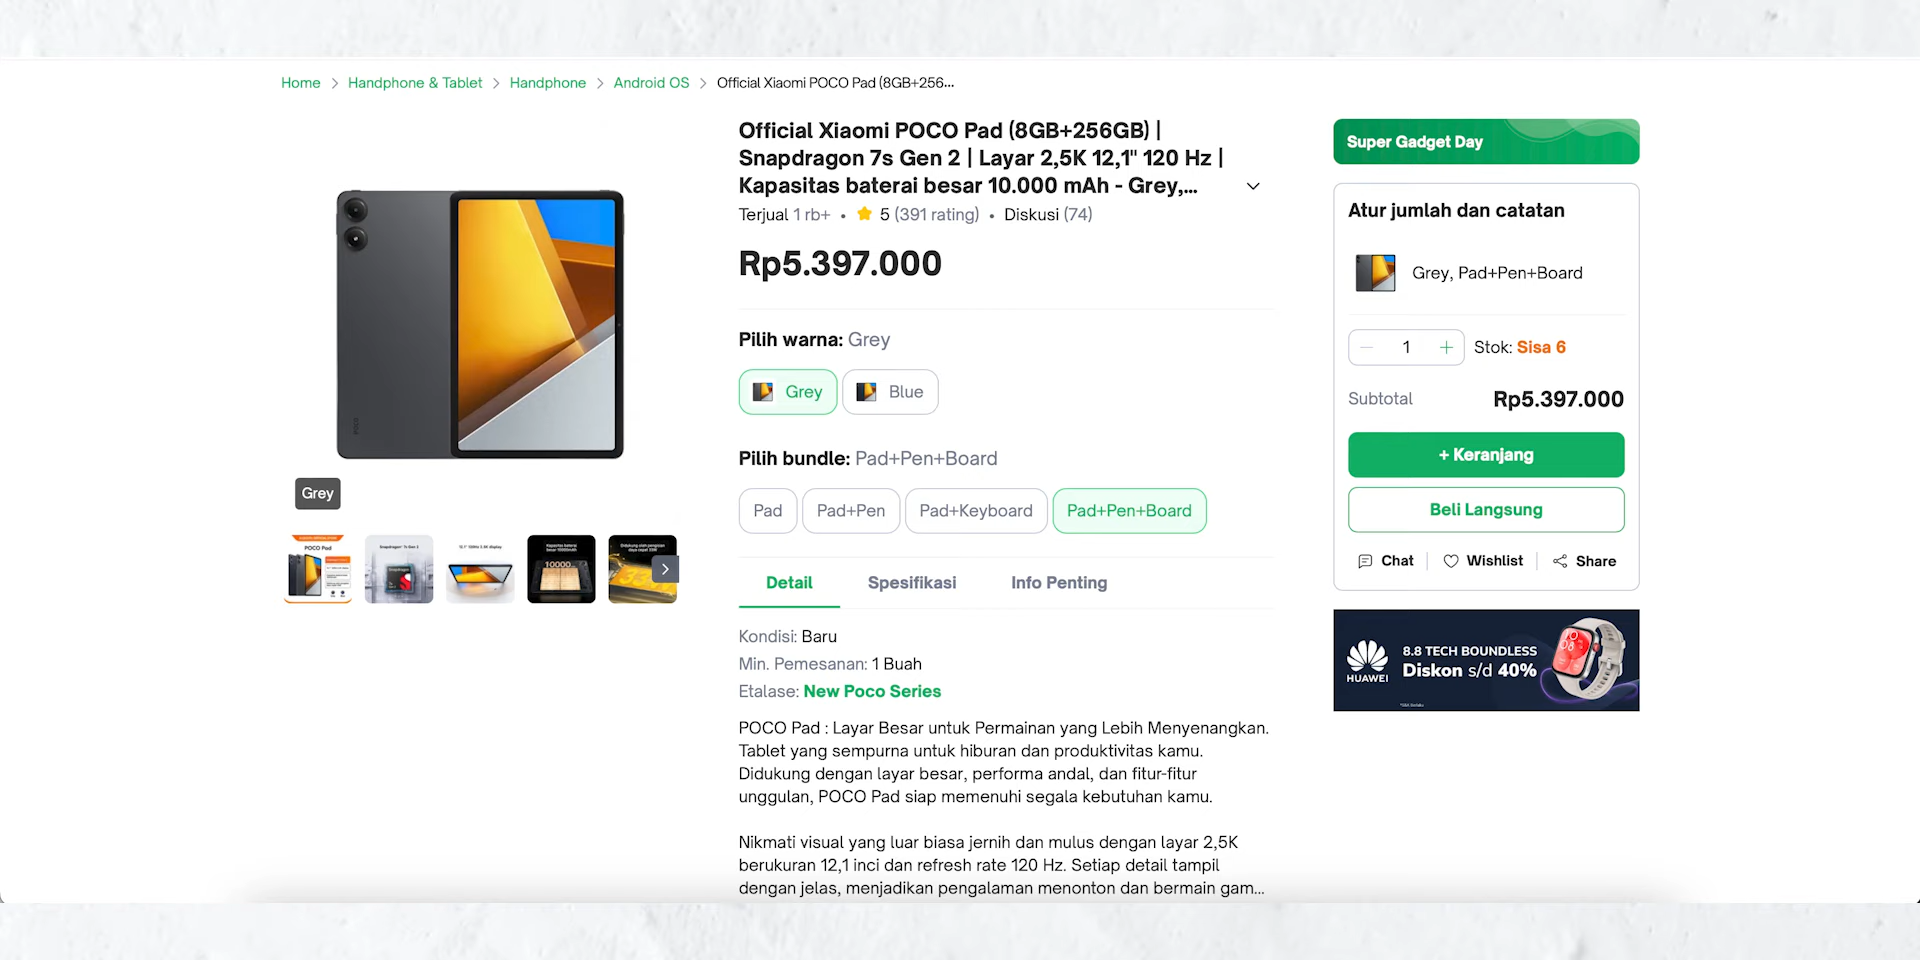 Home > Handphone & Tablet > Handphone > Android OS > Official Xiaomi POCO Pad (8GB+256...
Official Xiaomi POCO Pad (8GB+256GB) |
Snapdragon 7s Gen 2 | Layar 2,5K 12,1" 120 Hz |
Kapasitas baterai besar 10.000 mAh - Grey,...
Terjual 1 rb+ • 5 (391 rating) • Diskusi (74)
Rp5.397.000
Pilih warna: Grey
Grey
Blue
Pilih bundle: Pad+Pen+Board
Pad
Pad+Pen
Pad+Keyboard
Pad+Pen+Board
Grey
POCO Pad
10000
Detail
Spesifikasi
Info Penting
Kondisi: Baru
Min. Pemesanan: 1 Buah
Etalase: New Poco Series
POCO Pad : Layar Besar untuk Permainan yang Lebih Menyenangkan.
Tablet yang sempurna untuk hiburan dan produktivitas kamu.
Didukung dengan layar besar, performa andal, dan fitur-fitur
unggulan, POCO Pad siap memenuhi segala kebutuhan kamu.
Nikmati visual yang luar biasa jernih dan mulus dengan layar 2,5K
berukuran 12,1 inci dan refresh rate 120 Hz. Setiap detail tampil
dengan jelas, menjadikan pengalaman menonton dan bermain gam...
Super Gadget Day
Atur jumlah dan catatan
Grey, Pad+Pen+Board
1
Stok: Sisa 6
Subtotal
Rp5.397.000
+ Keranjang
Beli Langsung
Chat
Wishlist
Share
HUAWEI
8.8 TECH BOUNDLESS
Diskon s/d 40%